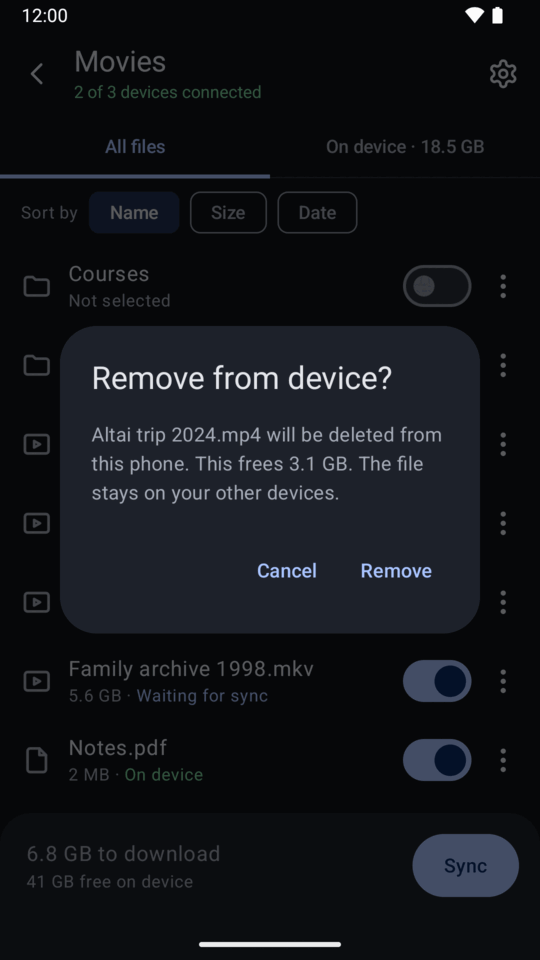 12:00
Movies
2 of 3 devices connected
All files
On device · 18.5 GB
Sort by
Name
Size
Date
Courses
Not selected
Remove from device?
Altai trip 2024.mp4 will be deleted from
this phone. This frees 3.1 GB. The file
stays on your other devices.
Cancel
Remove
Family archive 1998.mkv
5.6 GB · Waiting for sync
Notes.pdf
2 MB · On device
6.8 GB to download
41 GB free on device
Sync